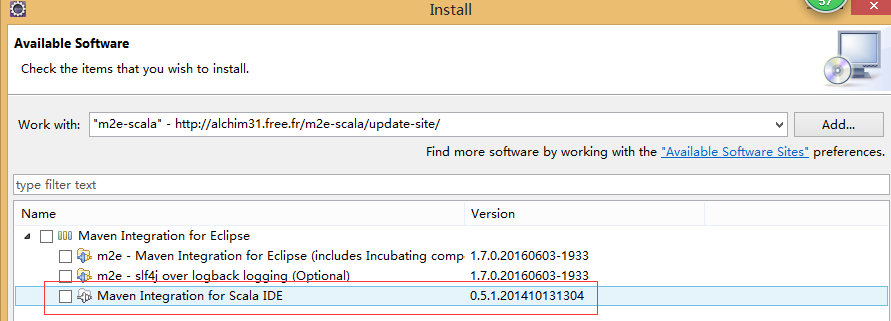 57
Install
Available Software
Check the items that you wish to install.
Work with: "m2e-scala" - http://alchim31.free.fr/m2e-scala/update-site/ Add...
Find more software by working with the "Available Software Sites" preferences.
type filter text
Name Version
Maven Integration for Eclipse
m2e - Maven Integration for Eclipse (includes Incubating comp 1.7.0.20160603-1933
m2e - slf4j over logback logging (Optional) 1.7.0.20160603-1933
Maven Integration for Scala IDE 0.5.1.201410131304